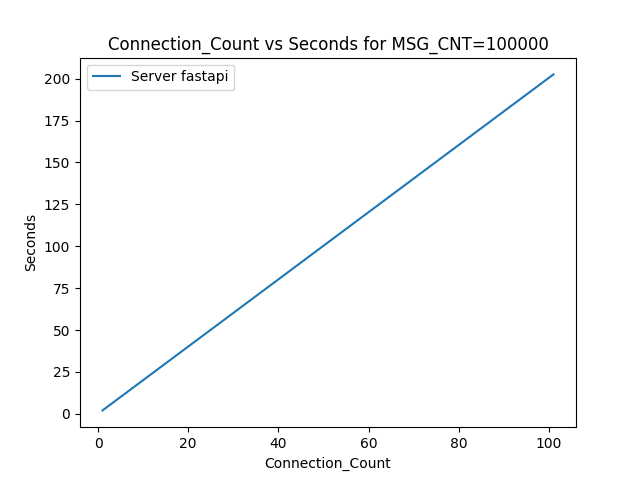 Connection_Count vs Seconds for MSG_CNT=100000
Server fastapi
200
175
150
125
100
75
50
25
0
Seconds
0 20 40 60 80 100
Connection_Count